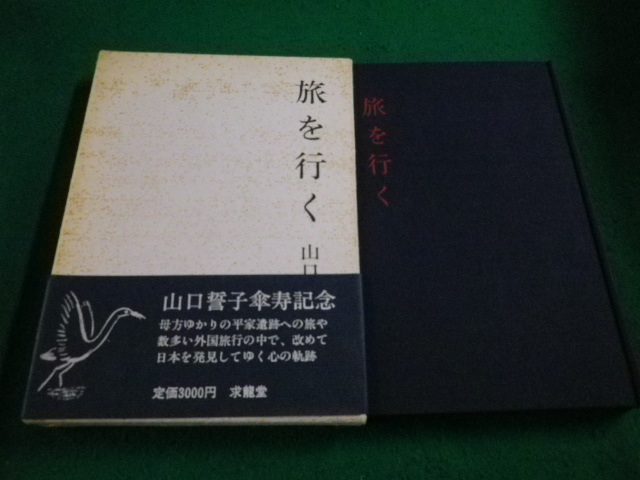 旅を行く
山口
山口誓子傘寿記念
母方ゆかりの平家遺跡への旅や
数多い外国旅行の中で、改めて
日本を発見してゆく心の軌跡
定価3000円 求龍堂
旅を行く